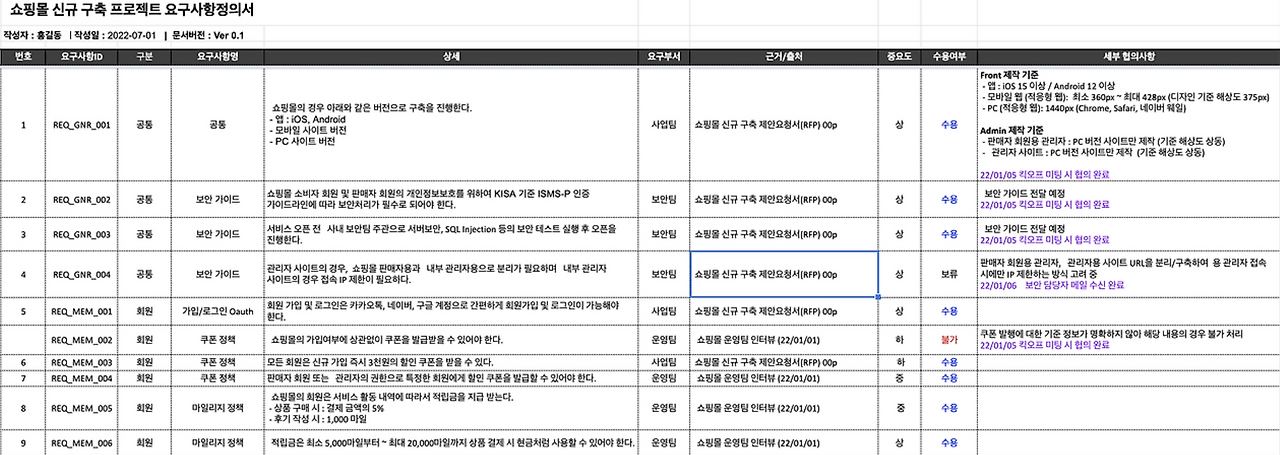 쇼핑몰 신규 구축 프로젝트 요구사항정의서
작성자 : 홍길동 | 작성일 : 2022-07-01 | 문서버전 : Ver 0.1
번호 요구사항ID 구분 요구사항명 상세 요구부서 근거/출처 중요도 수용여부 세부 협의사항
1 REQ_GNR_001 공통 공통
쇼핑몰의 경우 아래와 같은 버전으로 구축을 진행한다.
- 앱 : iOS, Android
- 모바일 사이트 버전
- PC 사이트 버전
사업팀 쇼핑몰 신규 구축 제안요청서(RFP) 00p 상 수용
Front 제작 기준
- 앱 : iOS 15 이상 / Android 12 이상
- 모바일 웹 (적응형 웹): 최소 360px ~ 최대 428px (디자인 기준 해상도 375px)
- PC (적응형 웹): 1440px (Chrome, Safari, 네이버 웨일)
Admin 제작 기준
- 판매자 회원용 관리자 : PC 버전 사이트만 제작 (기준 해상도 상동)
- 관리자 사이트 : PC 버전 사이트만 제작 (기준 해상도 상동)
22/01/05 킥오프 미팅 시 협의 완료
2 REQ_GNR_002 공통 보안 가이드
쇼핑몰 소비자 회원 및 판매자 회원의 개인정보보호를 위하여 KISA 기준 ISMS-P 인증
가이드라인에 따라 보안처리가 필수로 되어야 한다.
보안팀 쇼핑몰 신규 구축 제안요청서(RFP) 00p 상 수용
보안 가이드 전달 예정
22/01/05 킥오프 미팅 시 협의 완료
3 REQ_GNR_003 공통 보안 가이드
서비스 오픈 전 사내 보안팀 주관으로 서버보안, SQL Injection 등의 보안 테스트 실행 후 오픈을
진행한다.
보안팀 쇼핑몰 신규 구축 제안요청서(RFP) 00p 상 수용
보안 가이드 전달 예정
22/01/05 킥오프 미팅 시 협의 완료
4 REQ_GNR_004 공통 보안 가이드
관리자 사이트의 경우, 쇼핑몰 판매자용과 내부 관리자용으로 분리가 필요하며 내부 관리자
사이트의 경우 접속 IP 제한이 필요하다.
보안팀 쇼핑몰 신규 구축 제안요청서(RFP) 00p 상 보류
판매자 회원용 관리자, 관리자용 사이트 URL을 분리/구축하여 용 관리자 접속
시에만 IP 제한하는 방식 고려 중
22/01/06 보안 담당자 메일 수신 완료
5 REQ_MEM_001 회원 가입/로그인 Oauth
회원 가입 및 로그인은 카카오톡, 네이버, 구글 계정으로 간편하게 회원가입 및 로그인이 가능해야
한다.
사업팀 쇼핑몰 신규 구축 제안요청서(RFP) 00p 상 수용
REQ_MEM_002 회원 쿠폰 정책 쇼핑몰의 가입여부에 상관없이 쿠폰을 발급받을 수 있어야 한다. 운영팀 쇼핑몰 운영팀 인터뷰 (22/01/01) 하 불가
쿠폰 발행에 대한 기준 정보가 명확하지 않아 해당 내용의 경우 불가 처리
22/01/05 킥오프 미팅 시 협의 완료
6 REQ_MEM_003 회원 쿠폰 정책 모든 회원은 신규 가입 즉시 3천원의 할인 쿠폰을 받을 수 있다. 사업팀 쇼핑몰 신규 구축 제안요청서(RFP) 00p 하 수용
7 REQ_MEM_004 회원 쿠폰 정책 판매자 회원 또는 관리자의 권한으로 특정한 회원에게 할인 쿠폰을 발급할 수 있어야 한다. 운영팀 쇼핑몰 운영팀 인터뷰 (22/01/01) 중 수용
8 REQ_MEM_005 회원 마일리지 정책
쇼핑몰의 회원은 서비스 활동 내역에 따라서 적립금을 지급 받는다.
- 상품 구매 시 : 결제 금액의 5%
- 후기 작성 시 : 1,000 마일
운영팀 쇼핑몰 운영팀 인터뷰 (22/01/01) 중 수용
9 REQ_MEM_006 회원 마일리지 정책 적립금은 최소 5,000마일부터 ~ 최대 20,000마일까지 상품 결제 시 현금처럼 사용할 수 있어야 한다. 운영팀 쇼핑몰 운영팀 인터뷰 (22/01/01) 상 수용